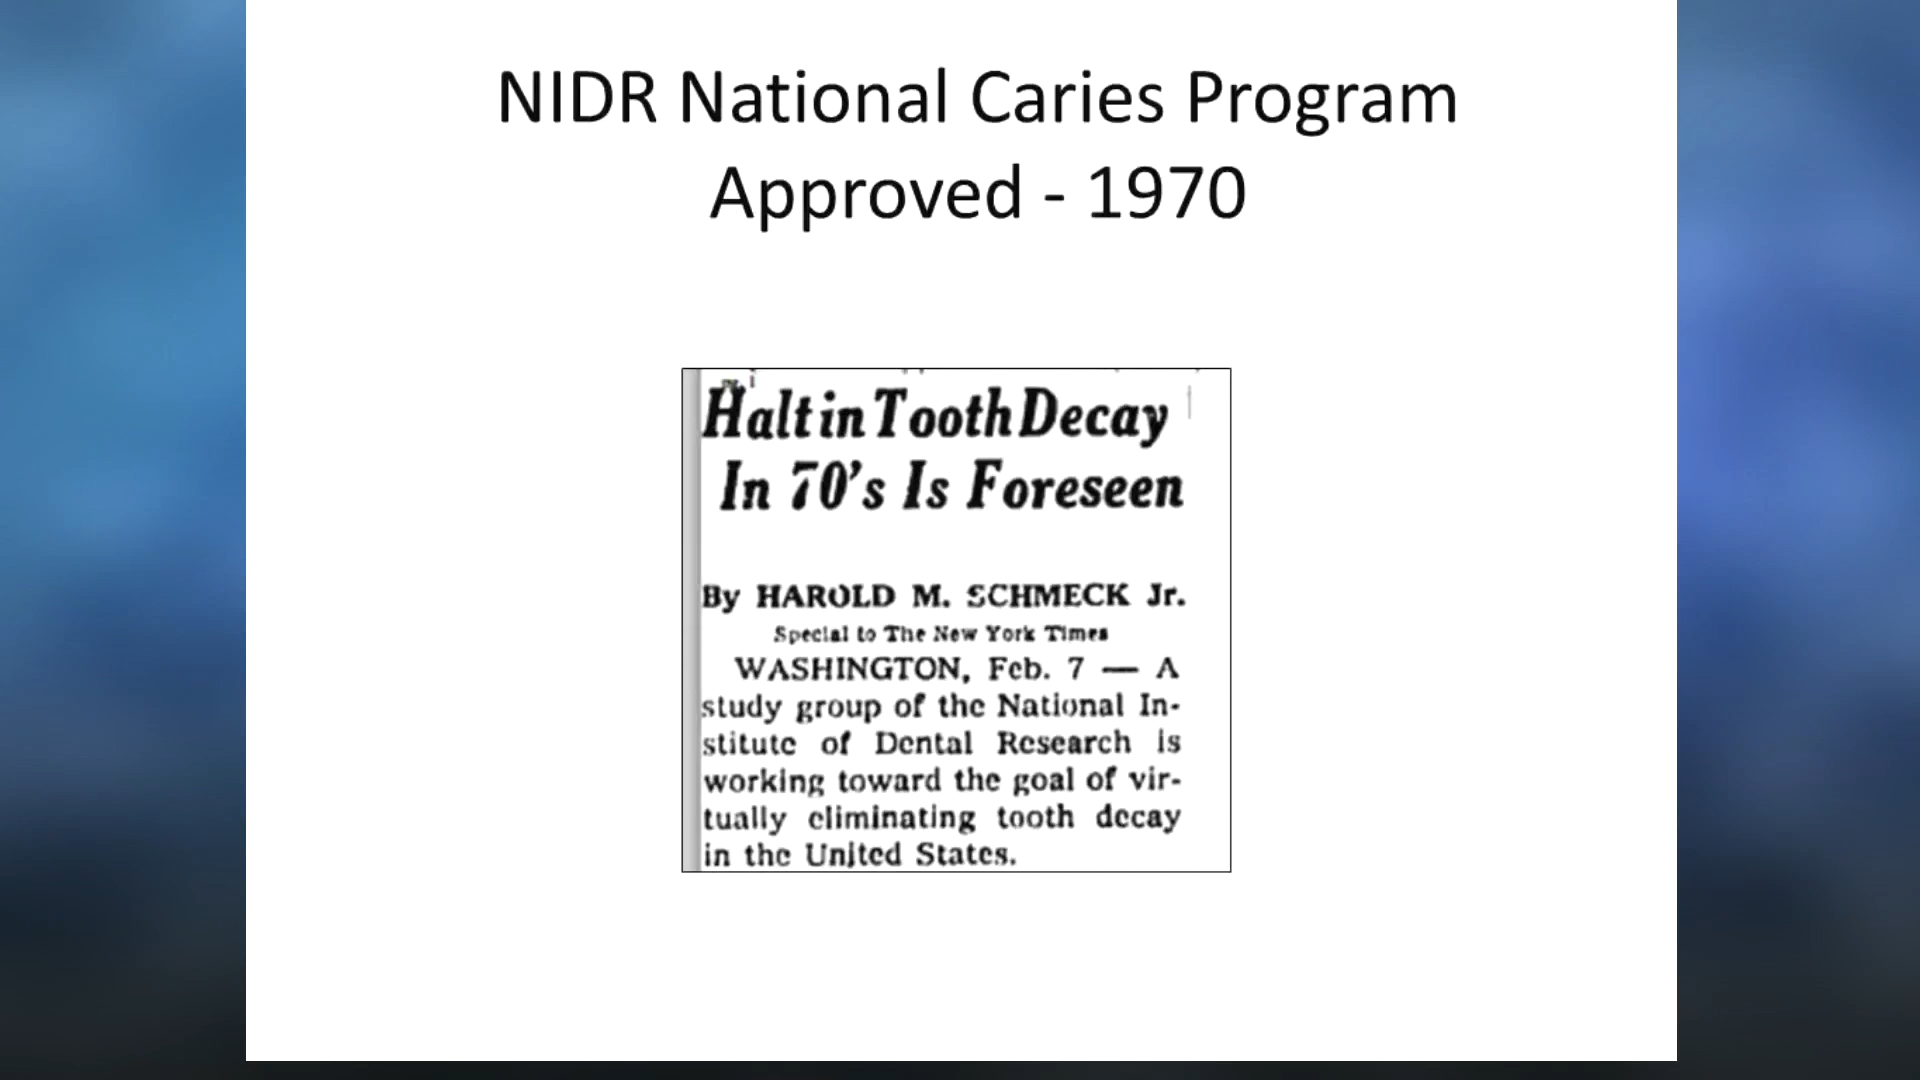 NIDR National Caries Program
Approved - 1970
Halt in Tooth Decay
In 70's Is Foreseen
By HAROLD M. SCHMECK Jr.
Special to The New York Times
WASHINGTON, Feb. 7 — A
study group of the National In-
stitute of Dental Research is
working toward the goal of vir-
tually eliminating tooth decay
in the United States.